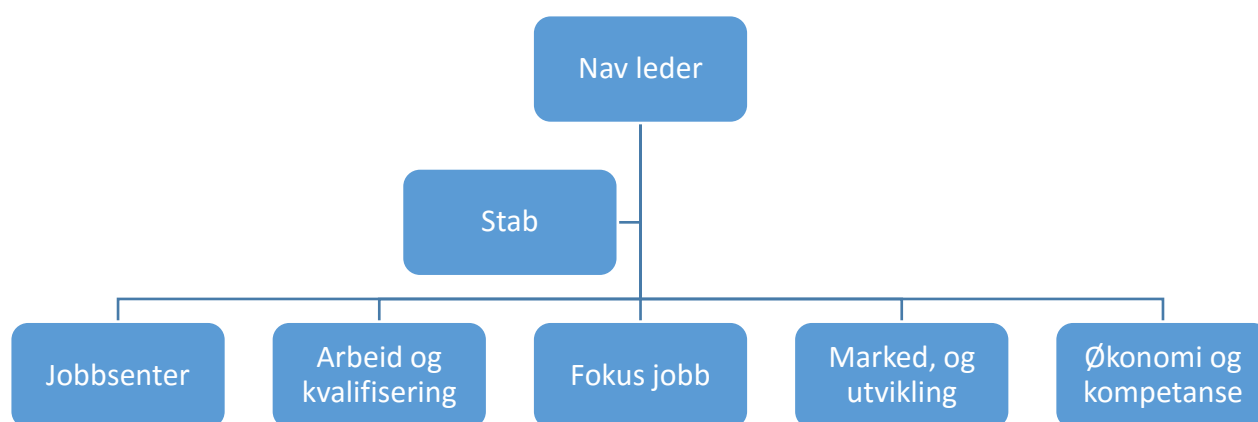 Nav leder
Stab
Jobbsenter
Arbeid og
kvalifisering
Fokus jobb
Marked, og
utvikling
Økonomi og
kompetanse